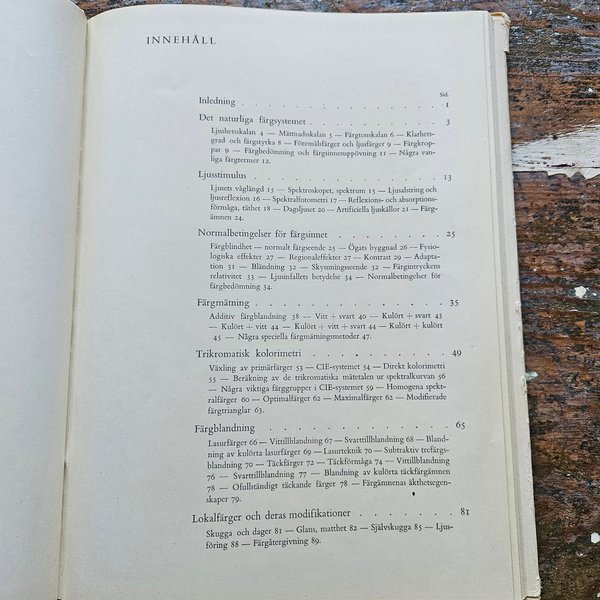 INNEHÅLL
Sid.
Inledning . . . . . . . . . . . . 1
Det naturliga färgsystemet . . . . . . . . 3
Ljushetsskalan 4 — Mättnadsskalan 5 — Färgtonskalan 6 — Klarhets-
grad och färgstyrka 8 — Föremålfärger och ljusfärger 9 — Färgkrop-
par 9 — Färgbedömning och färgsinnesuppövning 11 — Några van-
liga färgtermer 12.
Ljusstimulus . . . . . . . . . . . . 13
Ljusets våglängd 15 — Spektroskopet, spektrum 15 — Ljusalstring och
ljusreflexion 16 — Spektralfotometri 17 — Reflexions- och absorptions-
förmåga, täthet 18 — Dagsljuset 20 — Artificiella ljuskällor 21 — Färg-
ämnen 24.
Normalbetingelser för färgsinnet . . . . . . . 25
Färgblindhet — normalt färgseende 25 — Ögats byggnad 26 — Fysio-
logiska effekter 27 — Regionaleffekter 27 — Kontrast 29 — Adapta-
tion 31 — Bländning 32 — Skymningsseende 32 — Färgintryckens
relativitet 33 — Ljusinfallets betydelse 34 — Normalbetingelser för
färgbedömning 34.
Färgmätning . . . . . . . . . . . . 35
Additiv färgblandning 38 — Vitt + svart 40 — Kulört + svart 43
— Kulört + vitt 44 — Kulört + vitt + svart 44 — Kulört + kulört
45 — Några speciella färgmätningsmetoder 47.
Trikromatisk kolorimetri . . . . . . . . . 49
Växling av primärfärger 53 — CIE-systemet 54 — Direkt kolorimetri
55 — Beräkning av de trikromatiska mätetalen ur spektralkurvan 56
— Några viktiga färggrupper i CIE-systemet 59 — Homogena spekt-
ralfärger 60 — Optimalfärger 62 — Maximalfärger 62 — Modifierade
färgtrianglar 63.
Färgblandning . . . . . . . . . . . . 65
Lasurfärger 66 — Vittillblandning 67 — Svarttillblandning 68 — Bland-
ning av kulörta lasurfärger 69 — Lasurteknik 70 — Subtraktiv trefärgs-
blandning 70 — Täckfärger 72 — Täckförmåga 74 — Vittillblandning
76 — Svarttillblandning 77 — Blandning av kulörta täckfärgämnen
78 — Ofullständigt täckande färger 78 — Färgämnenas äkthetsegen-
skaper 79.
Lokalfärger och deras modifikationer . . . . . . 81
Skugga och dager 81 — Glans, matthet 82 — Självskugga 85 — Ljus-
föring 88 — Färgåtergivning 89.